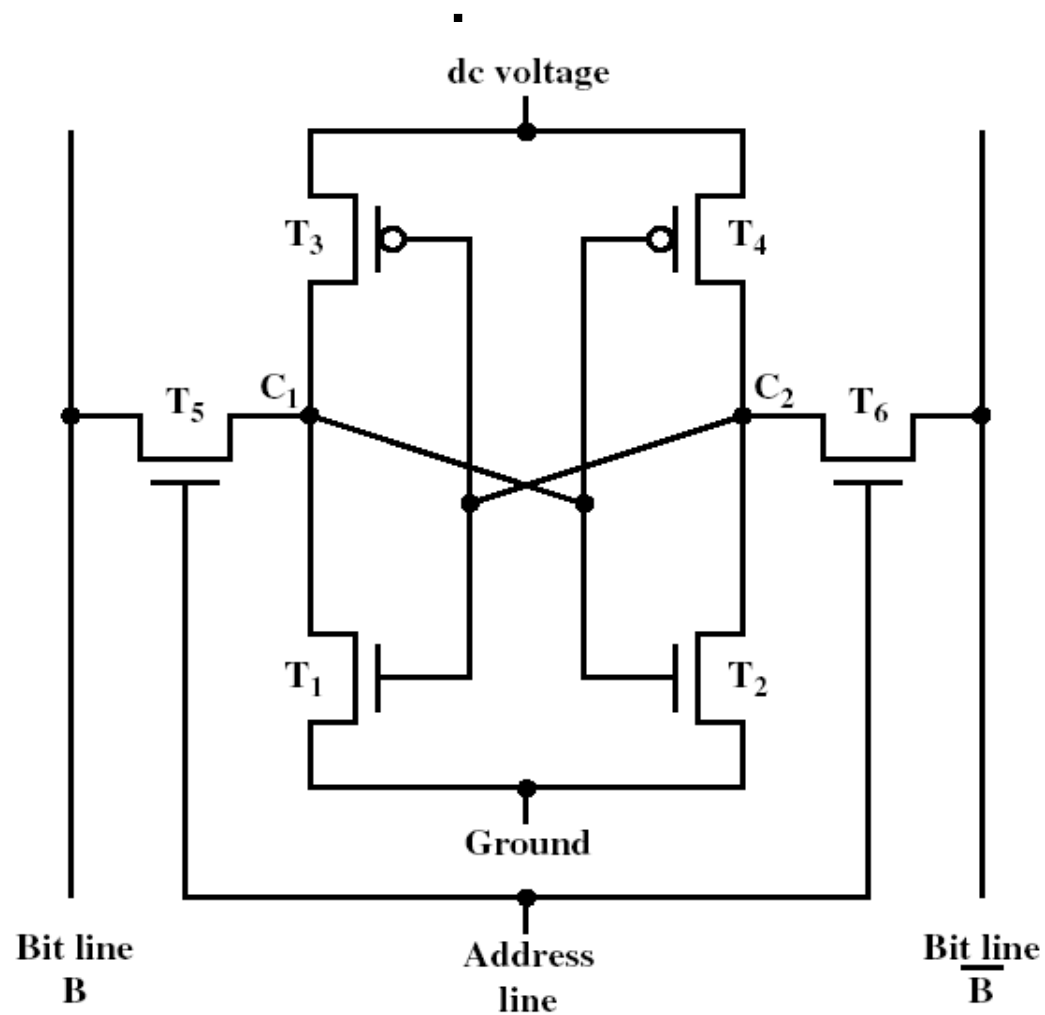 dc voltage
T3
T4
C1
C2
T5
T6
T1
T2
Ground
Address
line
Bit line
B
Bit line
B̅